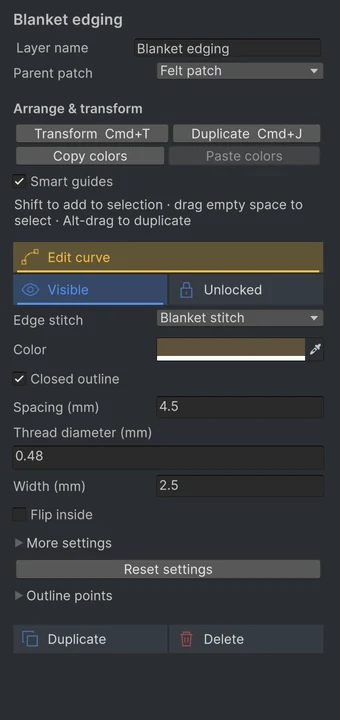 Blanket edging
Layer name Blanket edging
Parent patch Felt patch
Arrange & transform
Transform Cmd+T Duplicate Cmd+J
Copy colors Paste colors
Smart guides
Shift to add to selection · drag empty space to
select · Alt-drag to duplicate
Edit curve
Visible Unlocked
Edge stitch Blanket stitch
Color
Closed outline
Spacing (mm) 4.5
Thread diameter (mm)
0.48
Width (mm) 2.5
Flip inside
More settings
Reset settings
Outline points
Duplicate Delete